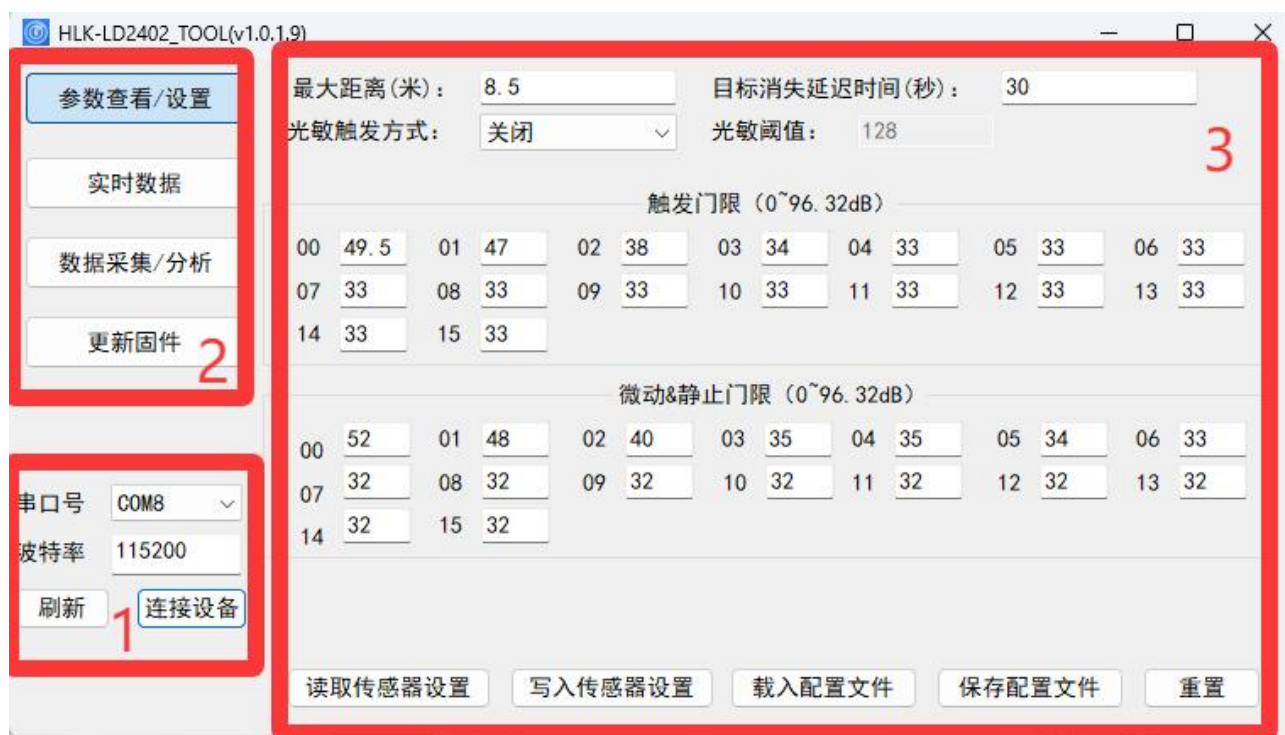 HLK-LD2402_TOOL(v1.0.1.9)
参数查看/设置
实时数据
数据采集/分析
更新固件
2
串口号 COM8
波特率 115200
刷新 连接设备
1
最大距离(米): 8.5 目标消失延迟时间(秒): 30
光敏触发方式: 关闭 光敏阈值: 128
3
触发门限 (0~96.32dB)
00 49.5 01 47 02 38 03 34 04 33 05 33 06 33
07 33 08 33 09 33 10 33 11 33 12 33 13 33
14 33 15 33
微动&静止门限 (0~96.32dB)
00 52 01 48 02 40 03 35 04 35 05 34 06 33
07 32 08 32 09 32 10 32 11 32 12 32 13 32
14 32 15 32
读取传感器设置 写入传感器设置 载入配置文件 保存配置文件 重置